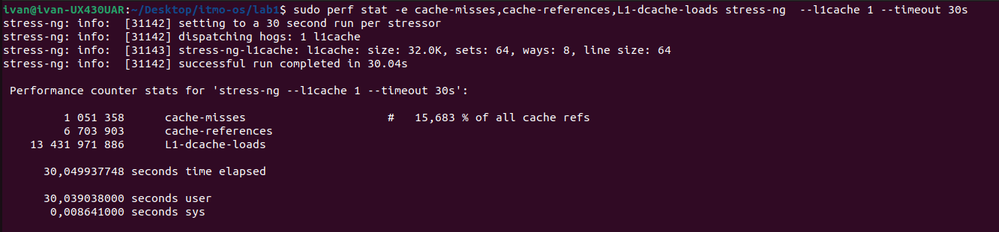 ivan@ivan-UX430UAR:~/Desktop/itmo-os/lab1$ sudo perf stat -e cache-misses,cache-references,L1-dcache-loads stress-ng  --l1cache 1 --timeout 30s
stress-ng: info:  [31142] setting to a 30 second run per stressor
stress-ng: info:  [31142] dispatching hogs: 1 l1cache
stress-ng: info:  [31143] stress-ng-l1cache: l1cache: size: 32.0K, sets: 64, ways: 8, line size: 64
stress-ng: info:  [31142] successful run completed in 30.04s
Performance counter stats for 'stress-ng --l1cache 1 --timeout 30s':
1 051 358      cache-misses                     #   15,683 % of all cache refs
6 703 903      cache-references
13 431 971 886      L1-dcache-loads
30,049937748 seconds time elapsed
30,039038000 seconds user
0,008641000 seconds sys